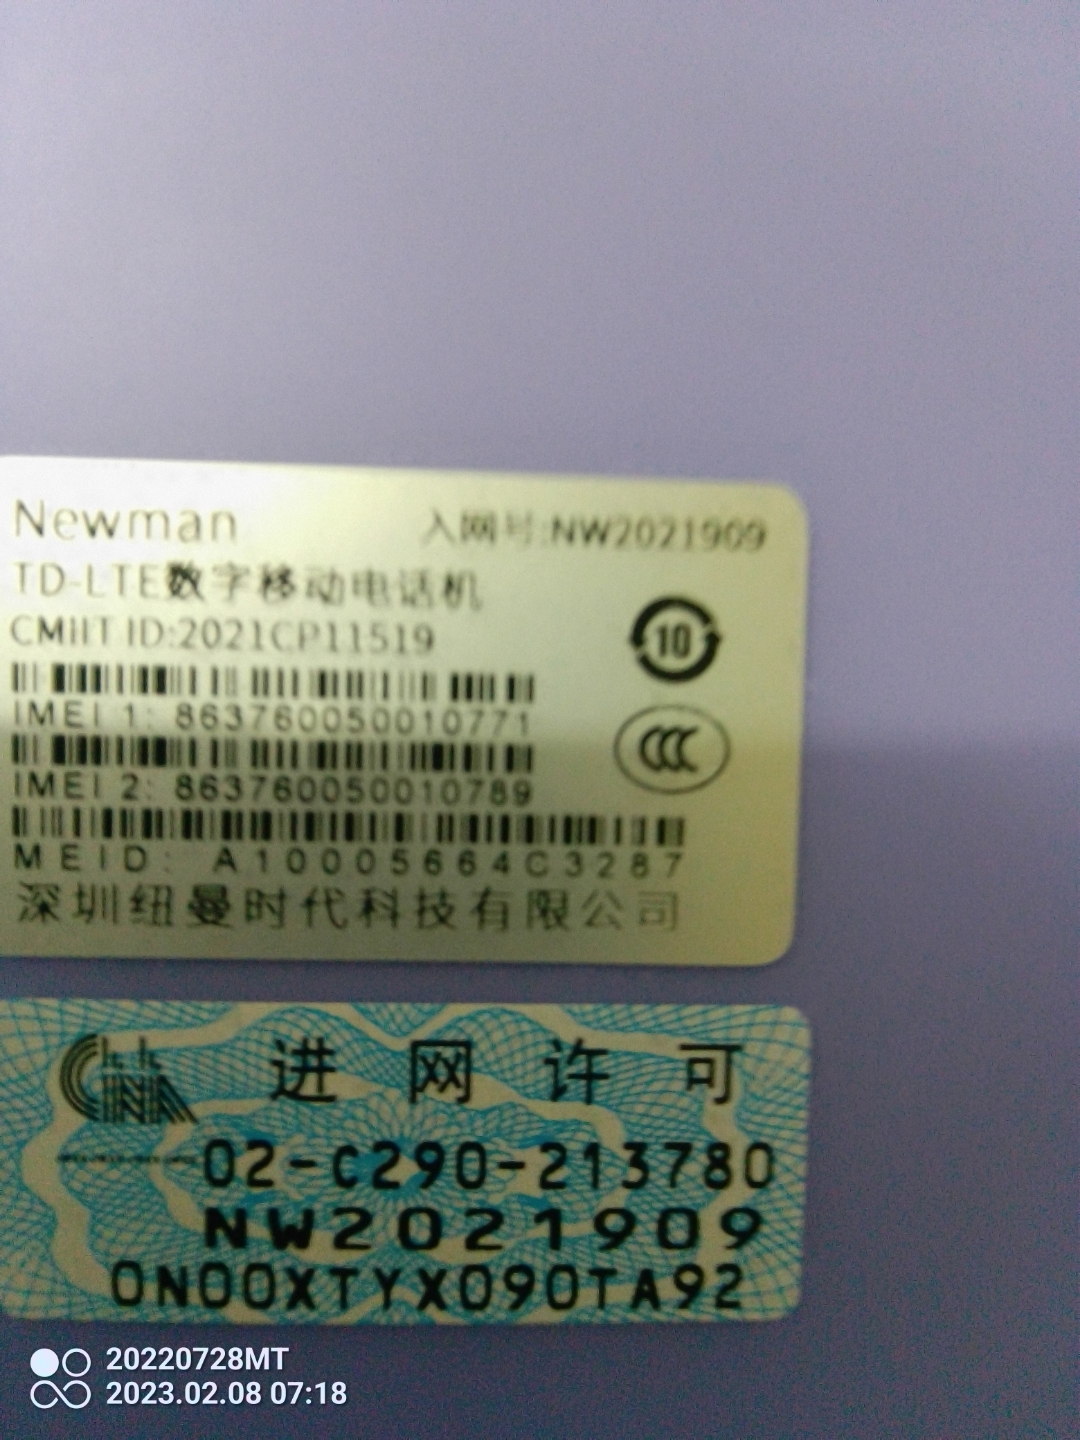 Newman
入网号:NW2021909
TD-LTE数字移动电话机
CMIIT ID:2021CP11519
10
IMEI 1: 863760050010771
IMEI 2: 863760050010789
MEID: A10005664C3287
深圳纽曼时代科技有限公司
进网许可
02-C290-213780
NW2021909
0N00XTYX090TA92
20220728MT
2023.02.08 07:18